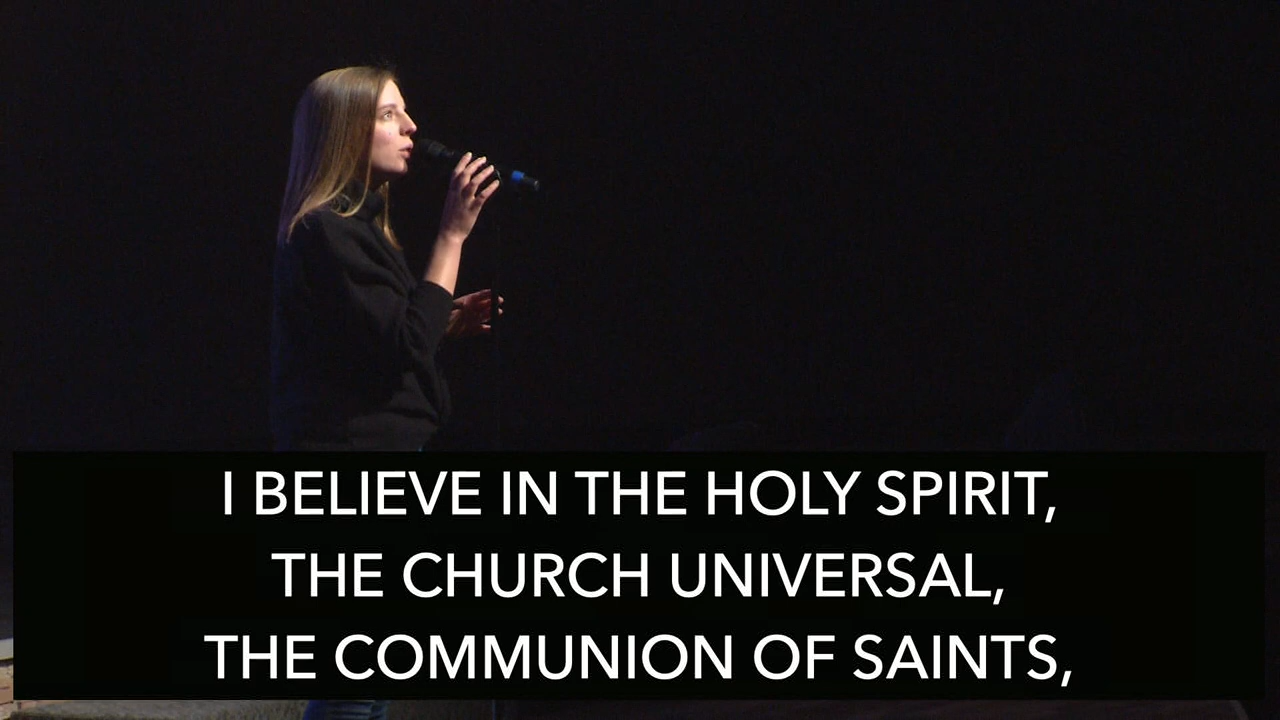 I BELIEVE IN THE HOLY SPIRIT,
THE CHURCH UNIVERSAL,
THE COMMUNION OF SAINTS,